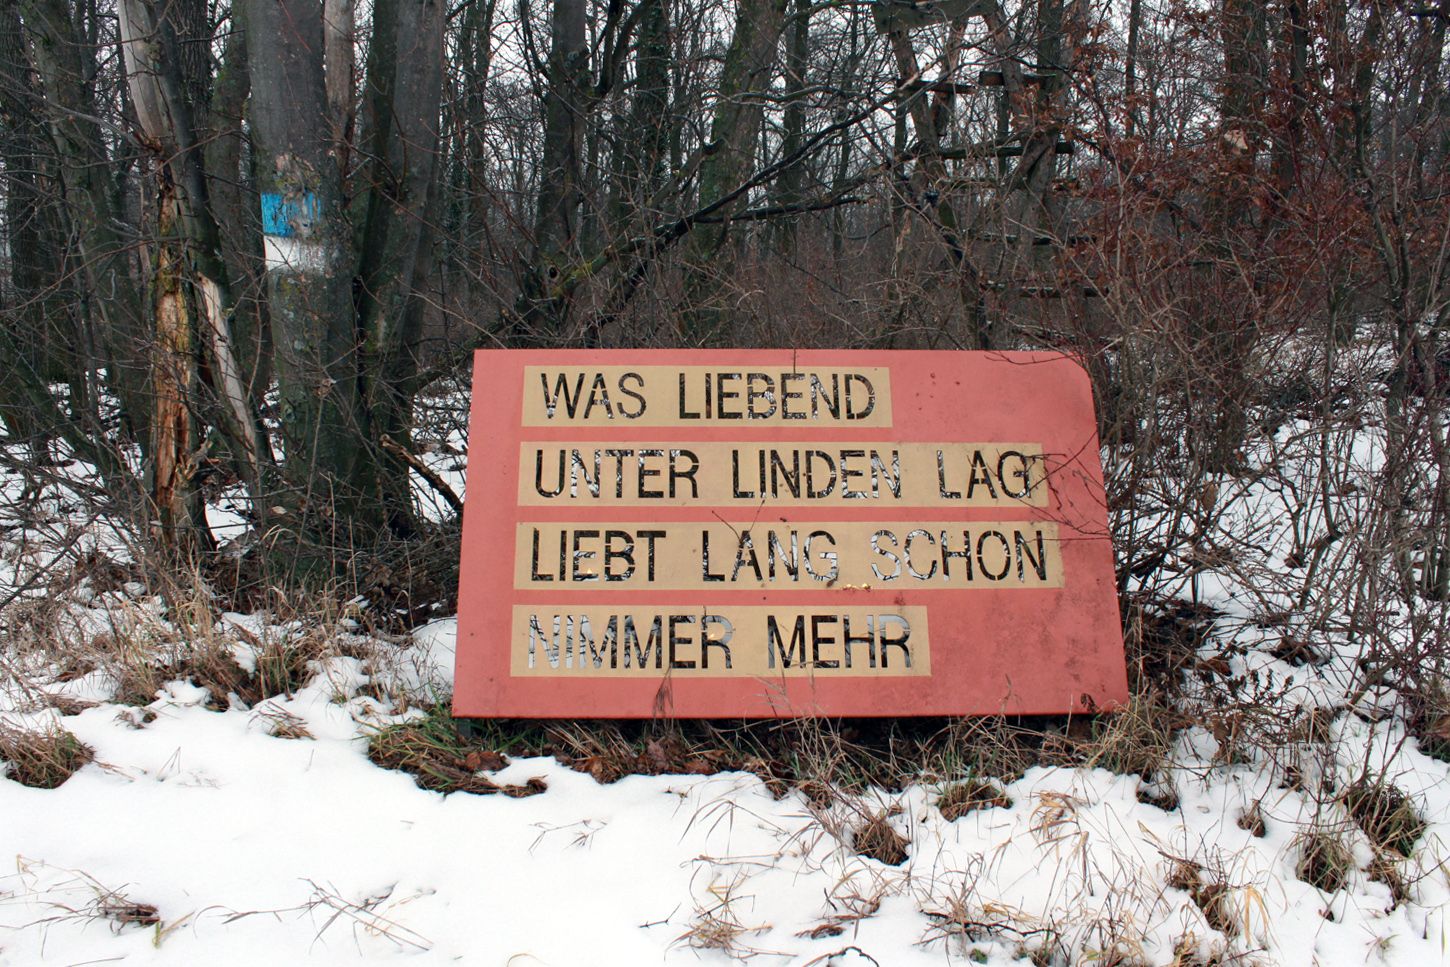 WAS LIEBEND
UNTER LINDEN LAG
LIEBT LANG SCHON
NIMMER MEHR